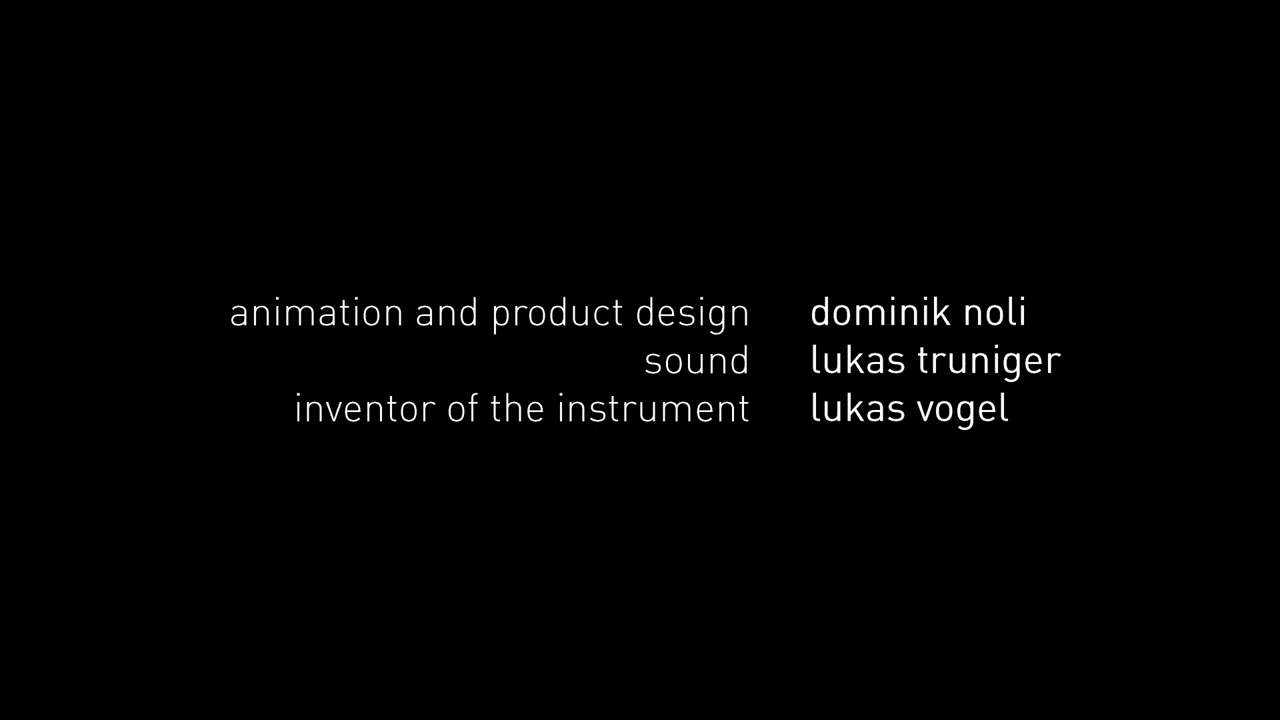 animation and product design dominik noli
sound lukas truniger
inventor of the instrument lukas vogel